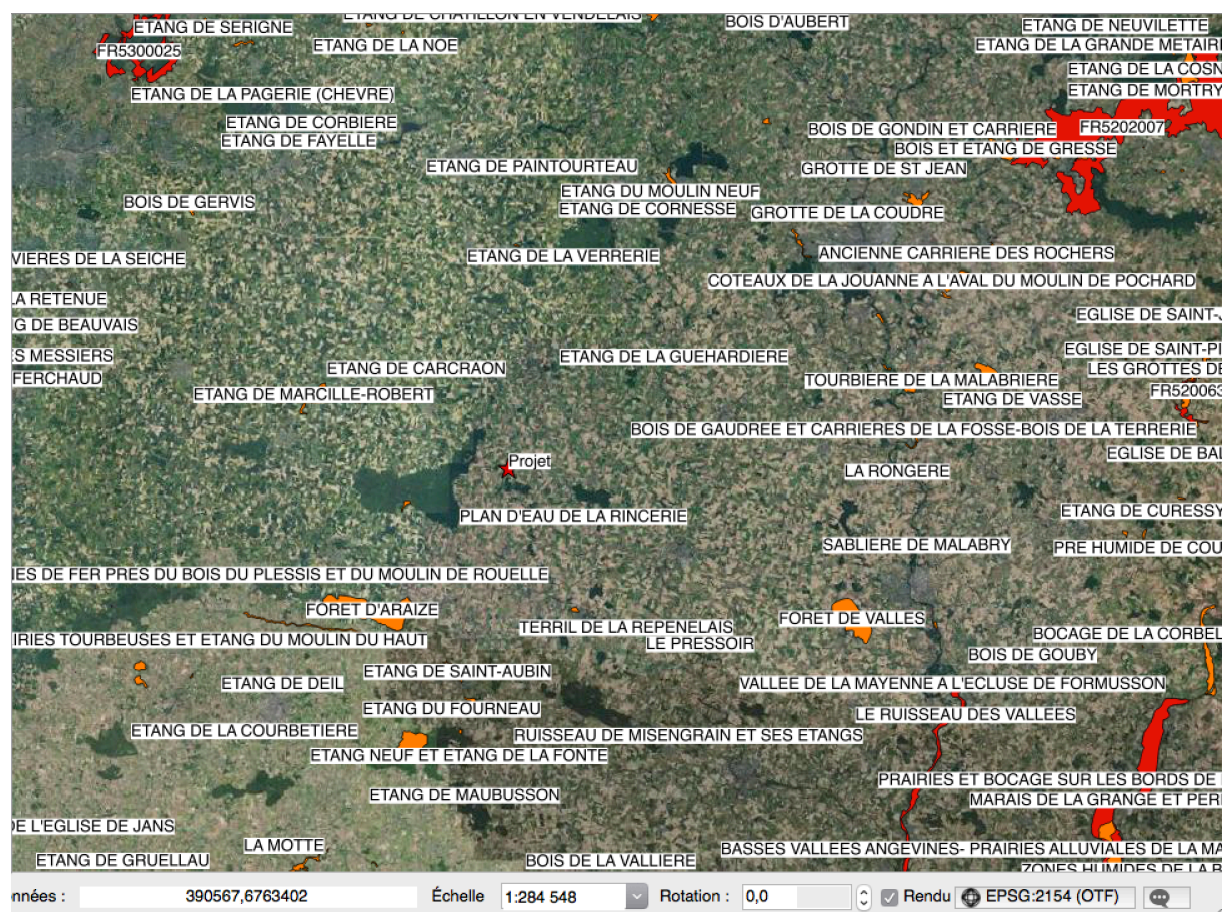 ETANG DE CHATILLON EN VENDELAIS
BOIS D'AUBERT
ETANG DE SERIGNE
ETANG DE NEUVILETTE
ETANG DE LA NOE
ETANG DE LA GRANDE METAIRI
FR5300025
ETANG DE LA COSN
ETANG DE MORTRY
ETANG DE LA PAGERIE (CHEVRE)
ETANG DE CORBIERE
BOIS DE GONDIN ET CARRIERE
FR5202007
ETANG DE FAYELLE
BOIS ET ETANG DE GRESSE
ETANG DE PAINTOURTEAU
GROTTE DE ST JEAN
ETANG DU MOULIN NEUF
BOIS DE GERVIS
ETANG DE CORNESSE
GROTTE DE LA COUDRE
VIERES DE LA SEICHE
ETANG DE LA VERRERIE
ANCIENNE CARRIERE DES ROCHERS
COTEAUX DE LA JOUANNE A L'AVAL DU MOULIN DE POCHARD
LA RETENUE
EGLISE DE SAINT-J
G DE BEAUVAIS
EGLISE DE SAINT-PI
ES MESSIERS
ETANG DE LA GUEHARDIERE
ETANG DE CARCRAON
LES GROTTES DE
FERCHAUD
TOURBIERE DE LA MALABRIERE
ETANG DE MARCILLE-ROBERT
FR520063
ETANG DE VASSE
BOIS DE GAUDREE ET CARRIERES DE LA FOSSE-BOIS DE LA TERRERIE
EGLISE DE BAL
Projet
LA RONGERE
ETANG DE CURESSY
PLAN D'EAU DE LA RINCERIE
SABLIERE DE MALABRY
PRE HUMIDE DE COU
IES DE FER PRES DU BOIS DU PLESSIS ET DU MOULIN DE ROUELLE
FORET D'ARAIZE
FORET DE VALLES
TERRIL DE LA REPENELAIS
BOCAGE DE LA CORBEL
IRIES TOURBEUSES ET ETANG DU MOULIN DU HAUT
LE PRESSOIR
BOIS DE GOUBY
ETANG DE SAINT-AUBIN
ETANG DE DEIL
VALLEE DE LA MAYENNE A L'ECLUSE DE FORMUSSON
ETANG DU FOURNEAU
LE RUISSEAU DES VALLEES
ETANG DE LA COURBETIERE
RUISSEAU DE MISENGRAIN ET SES ETANGS
ETANG NEUF ET ETANG DE LA FONTE
PRAIRIES ET BOCAGE SUR LES BORDS DE
ETANG DE MAUBUSSON
MARAIS DE LA GRANGE ET PER
DE L'EGLISE DE JANS
LA MOTTE
BASSES VALLEES ANGEVINES- PRAIRIES ALLUVIALES DE LA MA
ETANG DE GRUELLAU
BOIS DE LA VALLIERE
ZONES HUMIDES DE LA B
onnées : 390567,6763402 Échelle 1:284 548 Rotation : 0,0 Rendu EPSG:2154 (OTF)